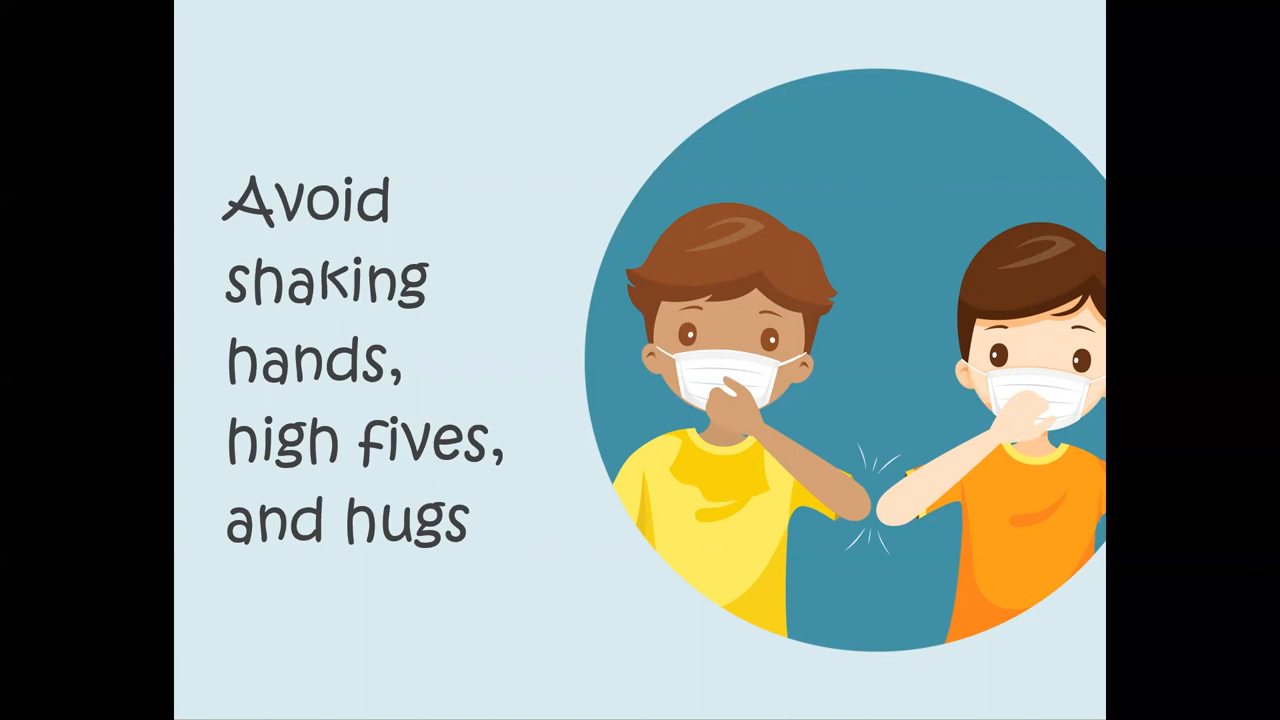 Avoid
shaking
hands,
high fives,
and hugs